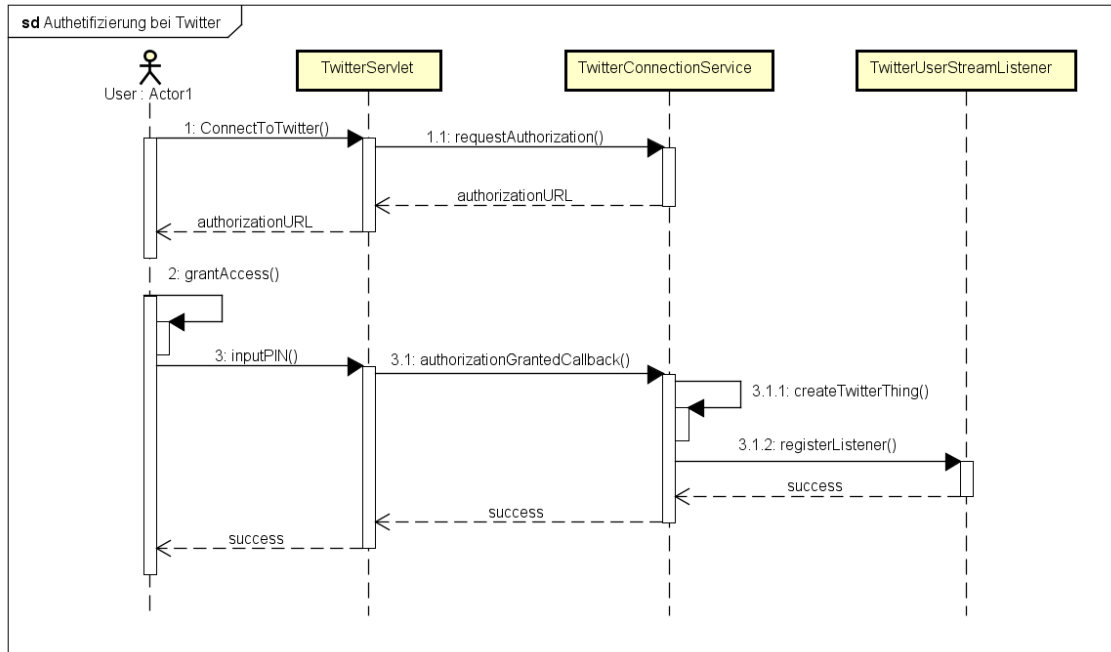 sd Authetifizierung bei Twitter
User : Actor1
TwitterServlet
TwitterConnectionService
TwitterUserStreamListener
1: ConnectToTwitter()
1.1: requestAuthorization()
authorizationURL
authorizationURL
2: grantAccess()
3: inputPIN()
3.1: authorizationGrantedCallback()
3.1.1: createTwitterThing()
3.1.2: registerListener()
success
success
success